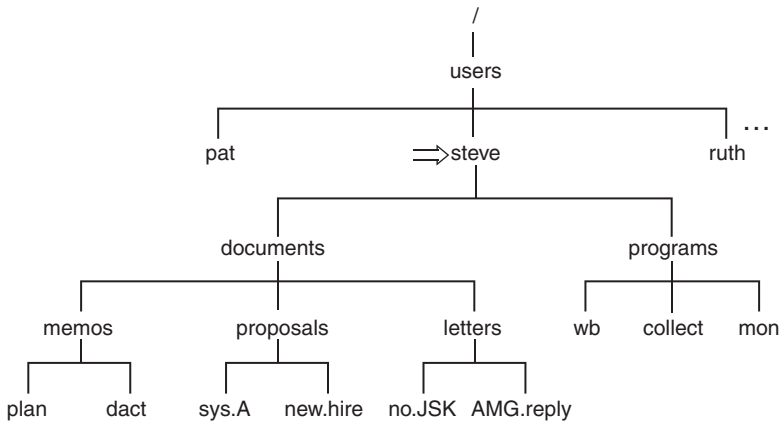 /
users
pat steve ruth ...
documents programs
memos proposals letters wb collect mon
plan dact sys.A new.hire no.JSK AMG.reply